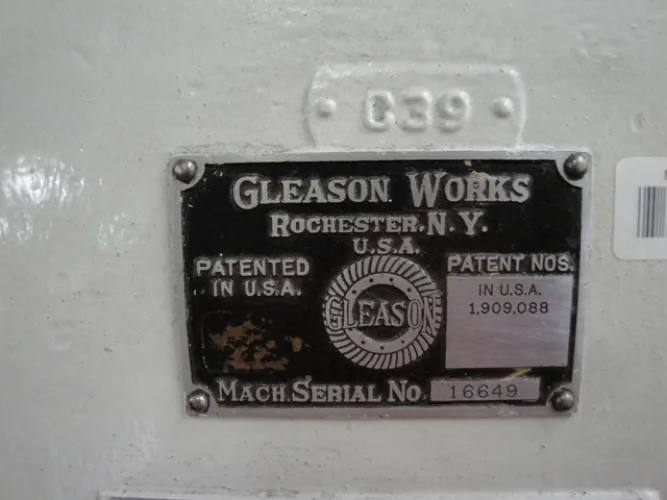 C39
GLEASON WORKS
ROCHESTER, N. Y.
U.S.A.
PATENTED
IN U.S.A.
GLEASON
PATENT NOS.
IN U.S.A.
1,909,088
MACH. SERIAL NO. 16649